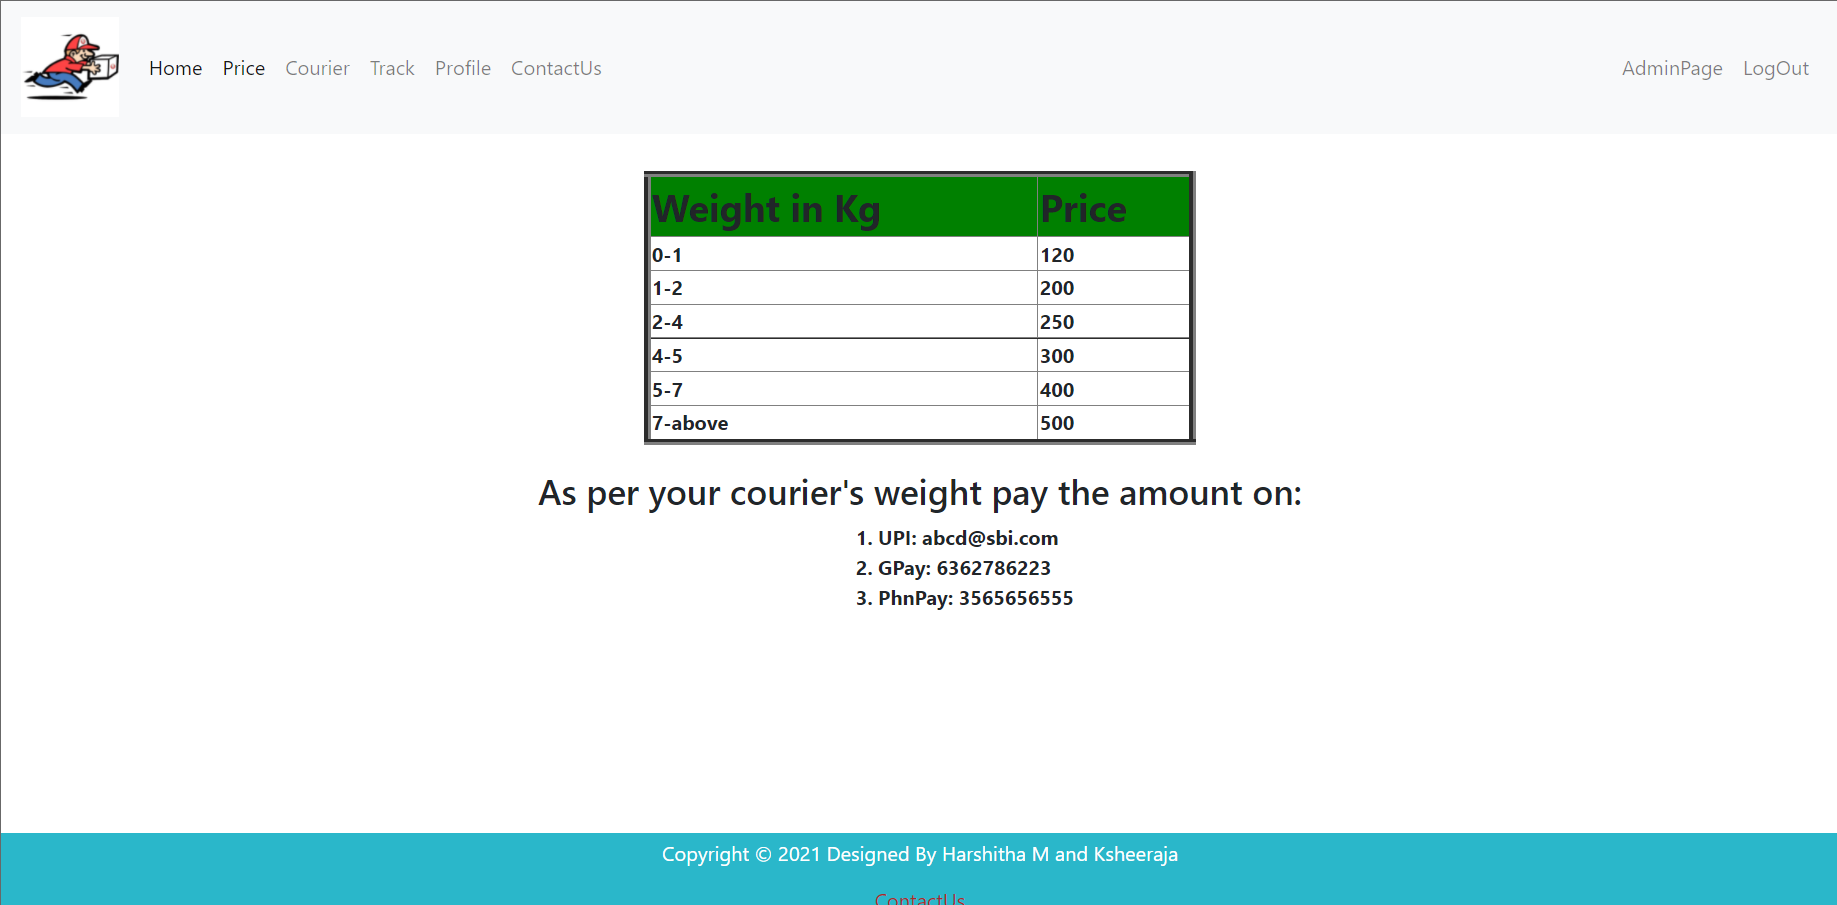 Home Price Courier Track Profile ContactUs AdminPage LogOut
Weight in Kg Price
0-1 120
1-2 200
2-4 250
4-5 300
5-7 400
7-above 500
As per your courier's weight pay the amount on:
1. UPI: abcd@sbi.com
2. GPay: 6362786223
3. PhnPay: 3565656555
Copyright © 2021 Designed By Harshitha M and Ksheeraja
ContactUs